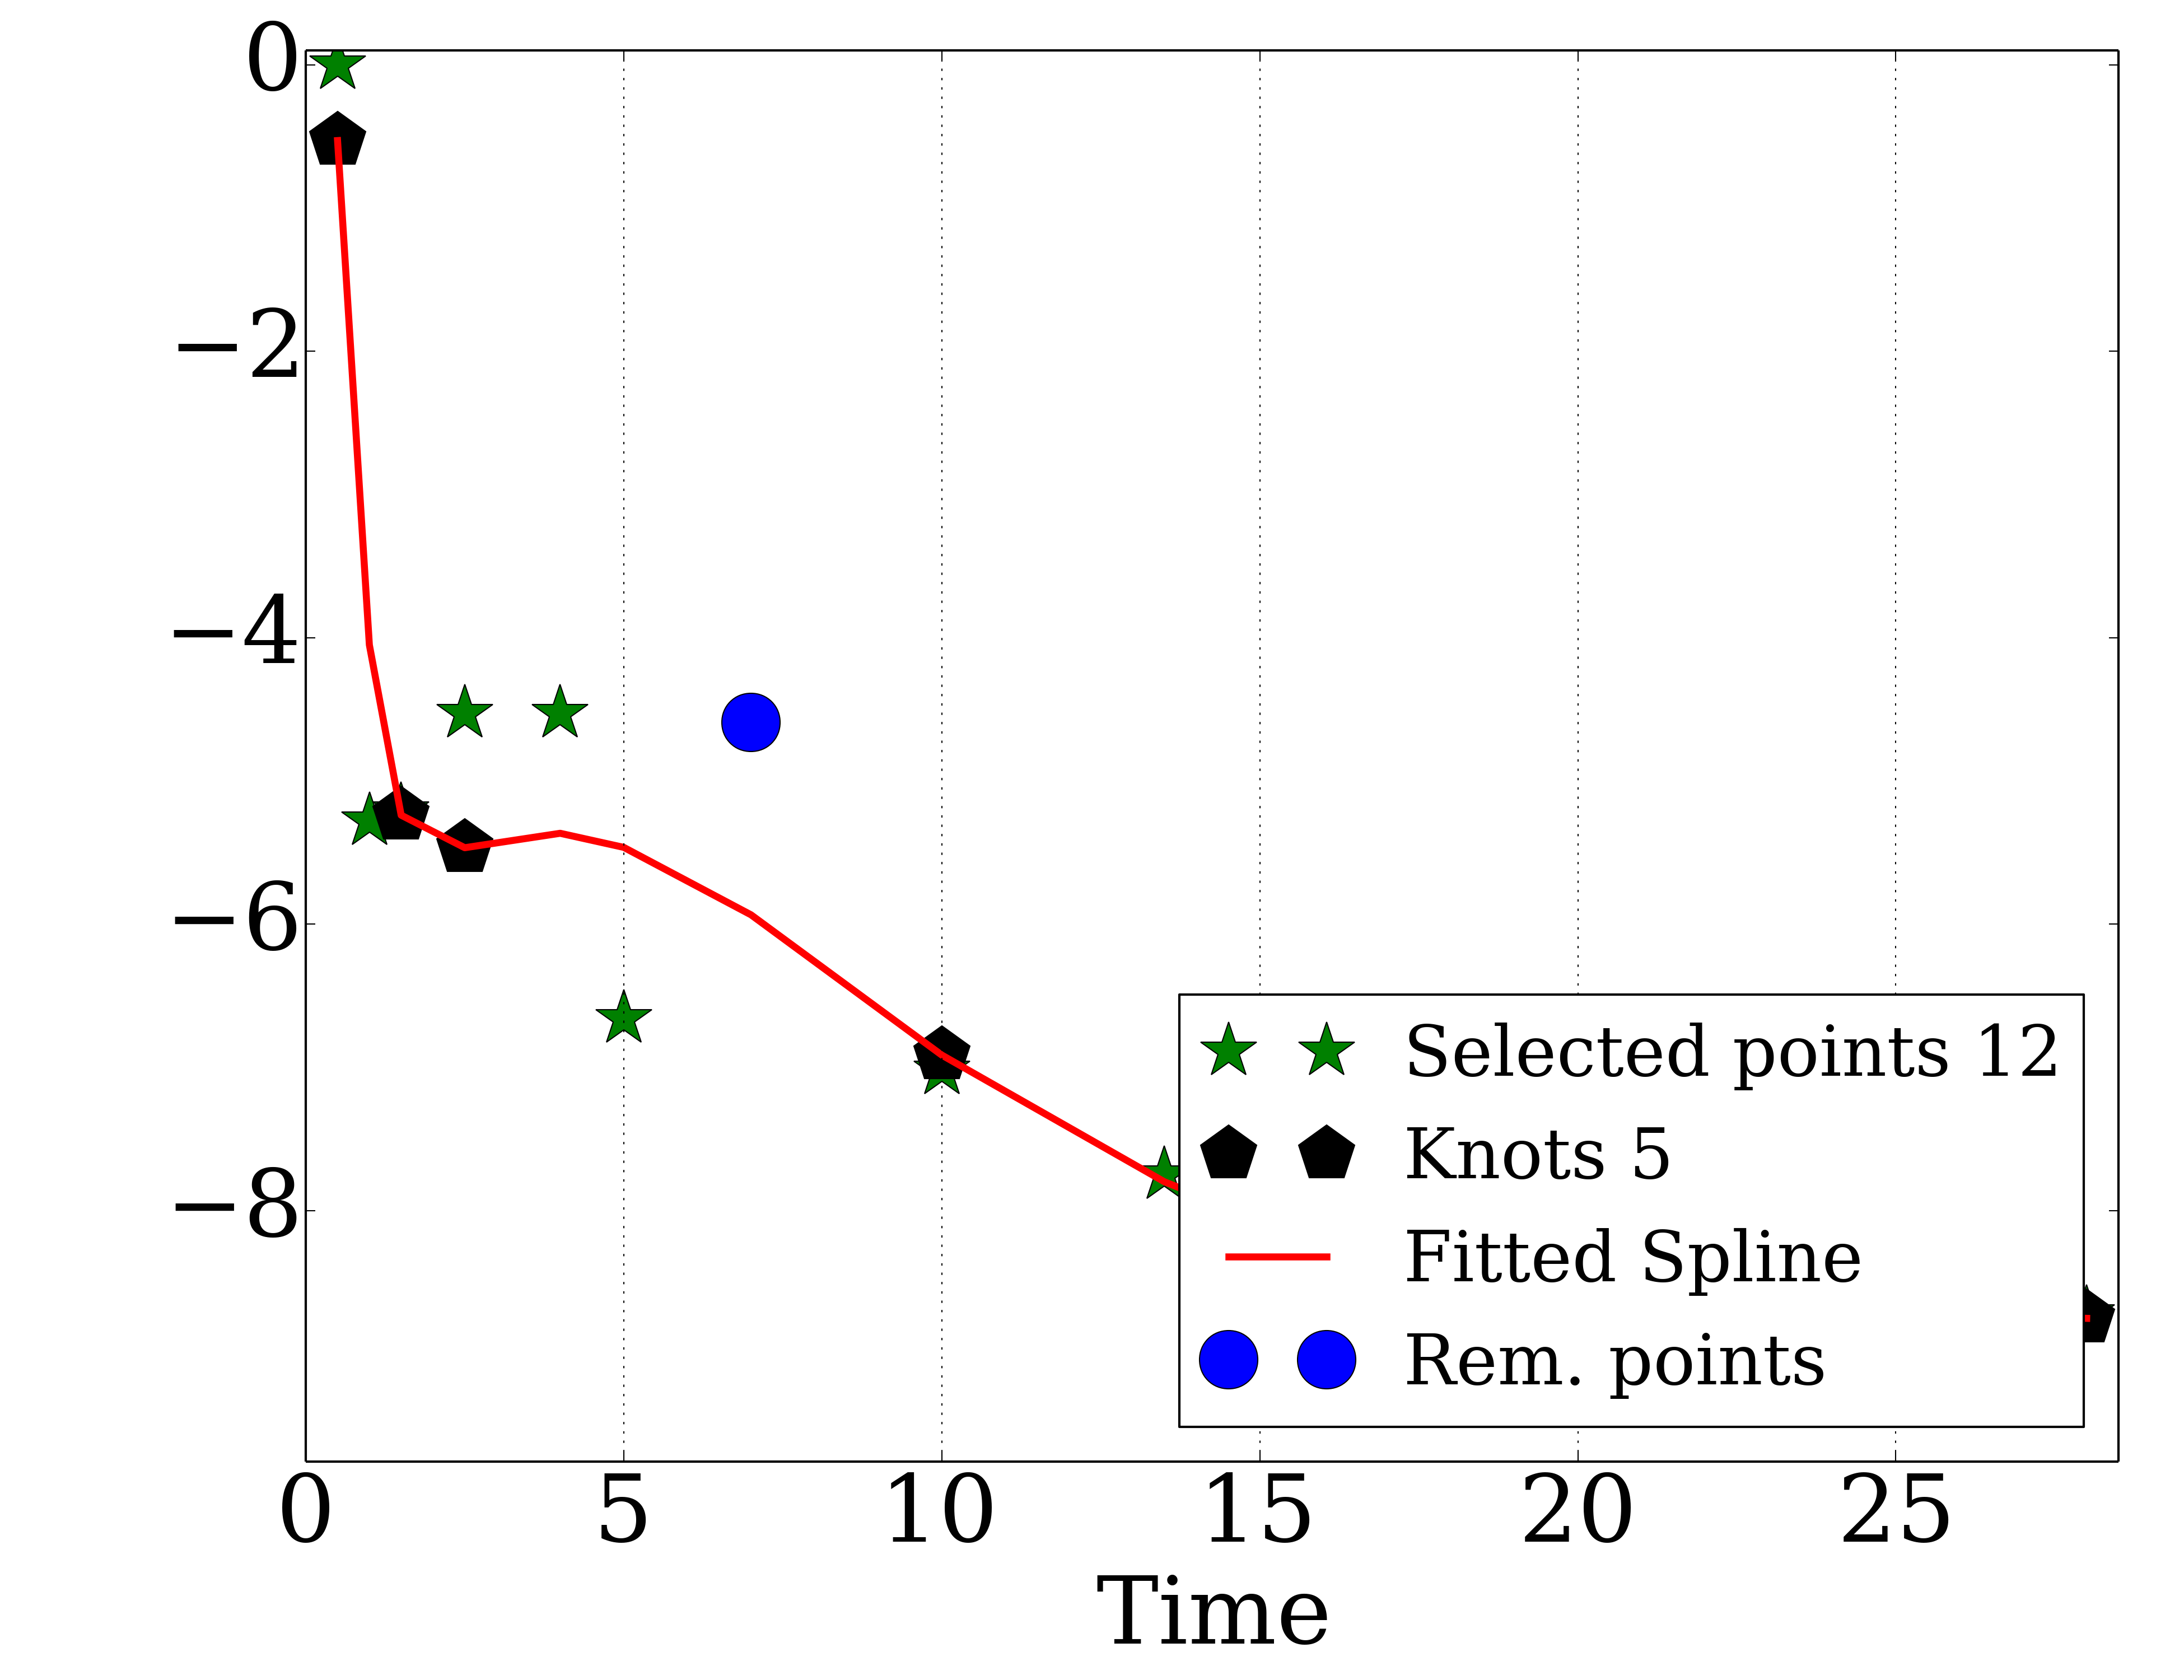 0
−2
−4
−6
−8
0 5 10 15 20 25
Time
Selected points 12
Knots 5
Fitted Spline
Rem. points